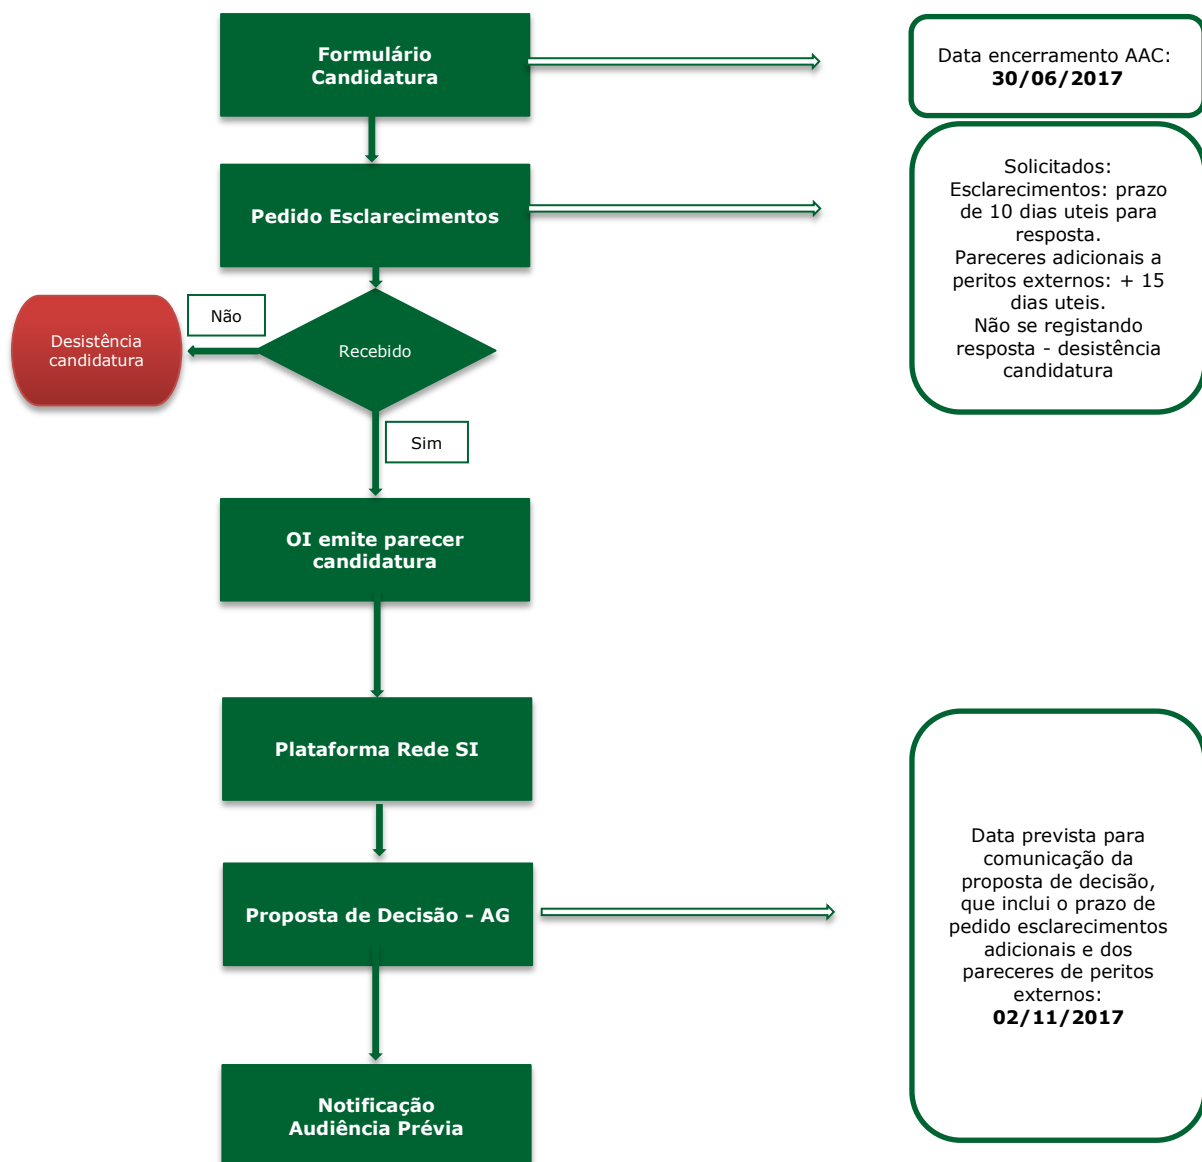 Formulário
Candidatura
Data encerramento AAC:
30/06/2017
Pedido Esclarecimentos
Solicitados:
Esclarecimentos: prazo
de 10 dias uteis para
resposta.
Pareceres adicionais a
peritos externos: + 15
dias uteis.
Não se registando
resposta - desistência
candidatura
Não
Desistência
candidatura
Recebido
Sim
OI emite parecer
candidatura
Plataforma Rede SI
Proposta de Decisão - AG
Data prevista para
comunicação da
proposta de decisão,
que inclui o prazo de
pedido esclarecimentos
adicionais e dos
pareceres de peritos
externos:
02/11/2017
Notificação
Audiência Prévia